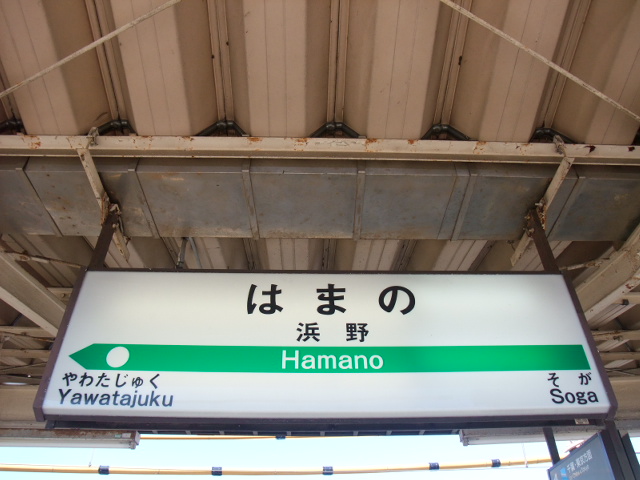 はまの
浜野
Hamano
やわたじゅく
Yawatajuku
そが
Soga